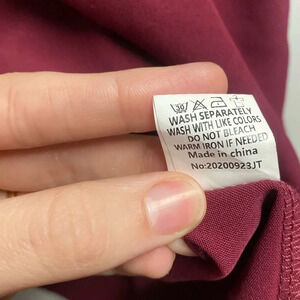 WASH SEPARATELY
WASH WITH LIKE COLORS
DO NOT BLEACH
WARM IRON IF NEEDED
Made in china
No:20200923JT